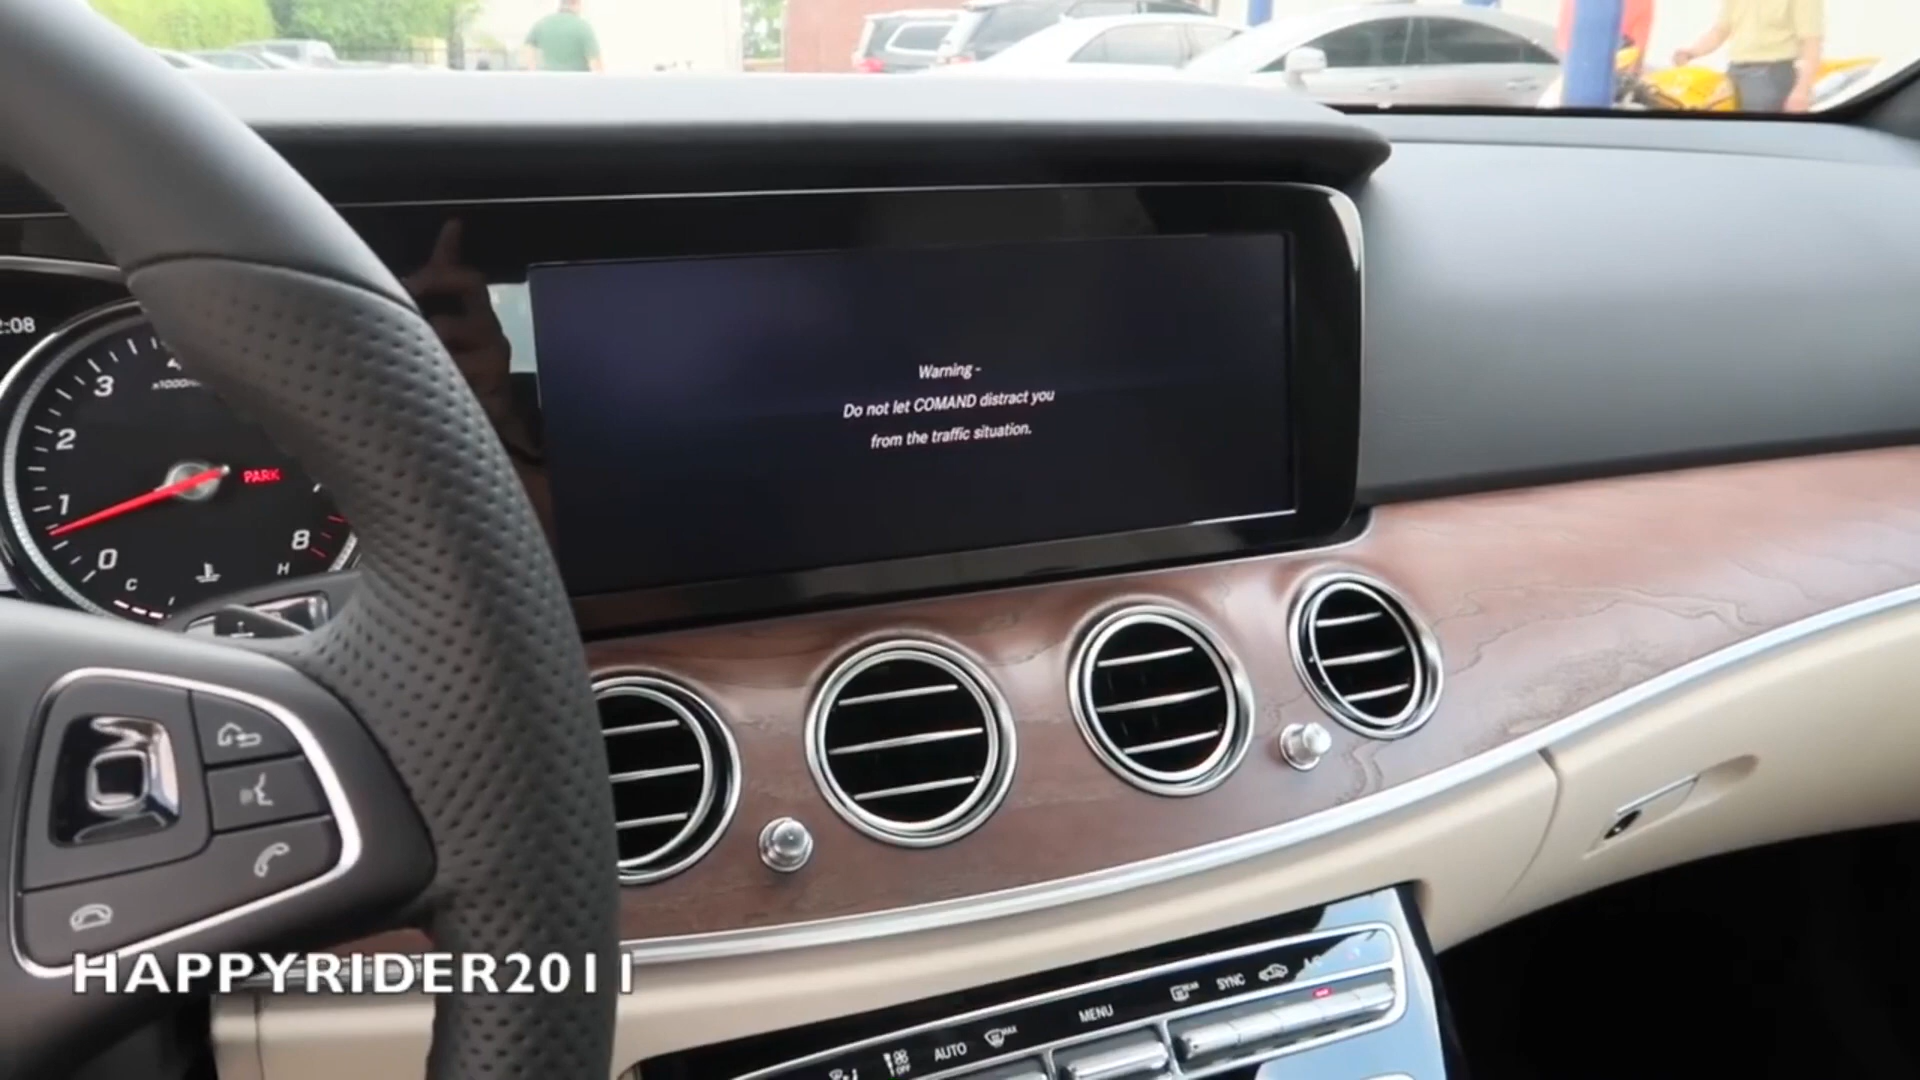 Warning -
Do not let COMAND distract you
from the traffic situation.
:08
3
x1000
2
PARK
1
0
8
C
H
HAPPYRIDER2011
SYNC
MENU
MAX
AUTO
OFF